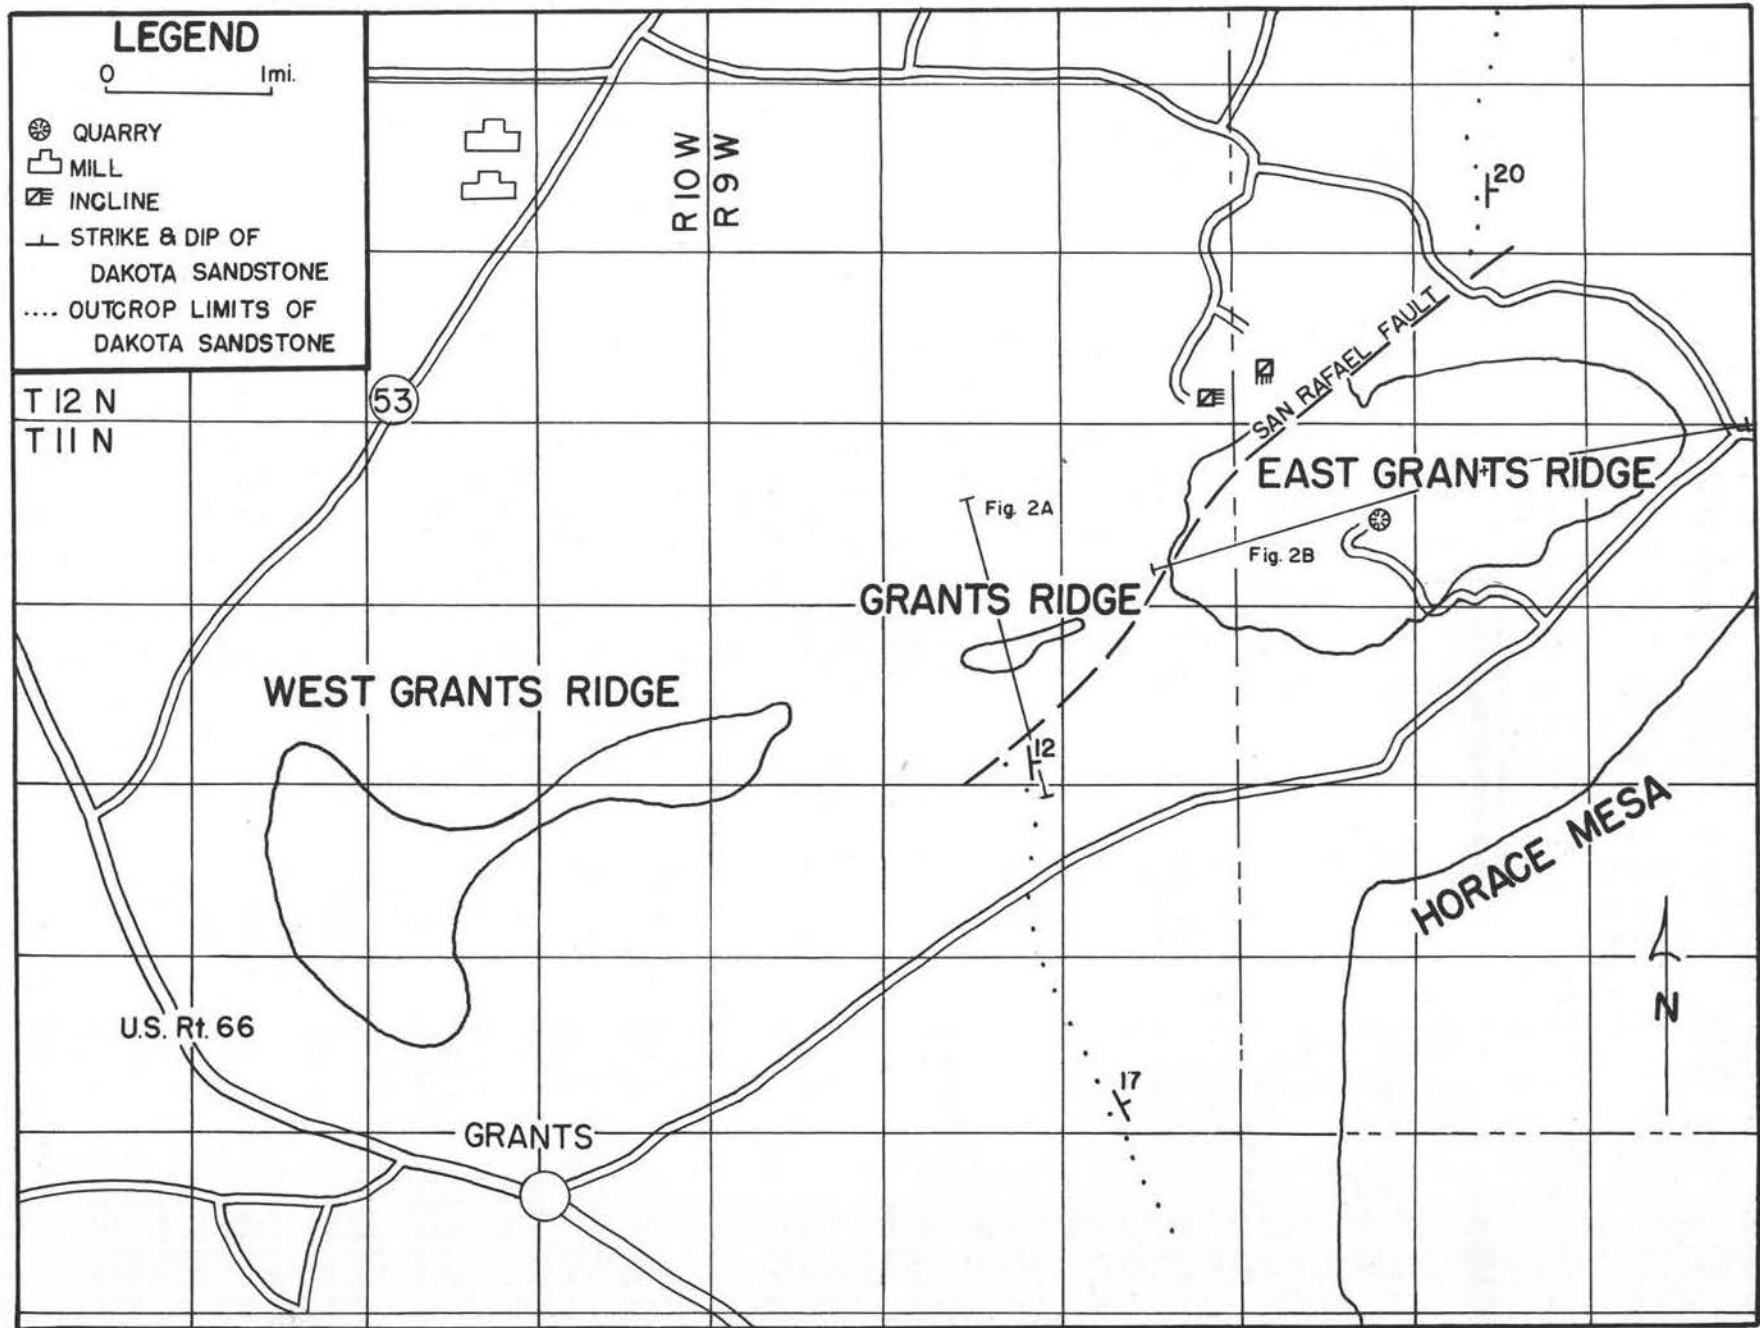 LEGEND
0 1mi.
QUARRY
MILL
INCLINE
STRIKE & DIP OF
DAKOTA SANDSTONE
.... OUTCROP LIMITS OF
DAKOTA SANDSTONE
R 10 W
R 9 W
20
T 12 N
T 11 N
53
SAN RAFAEL FAULT
EAST GRANTS RIDGE
Fig. 2A
Fig. 2B
GRANTS RIDGE
WEST GRANTS RIDGE
12
HORACE MESA
N
U.S. Rt. 66
17
GRANTS